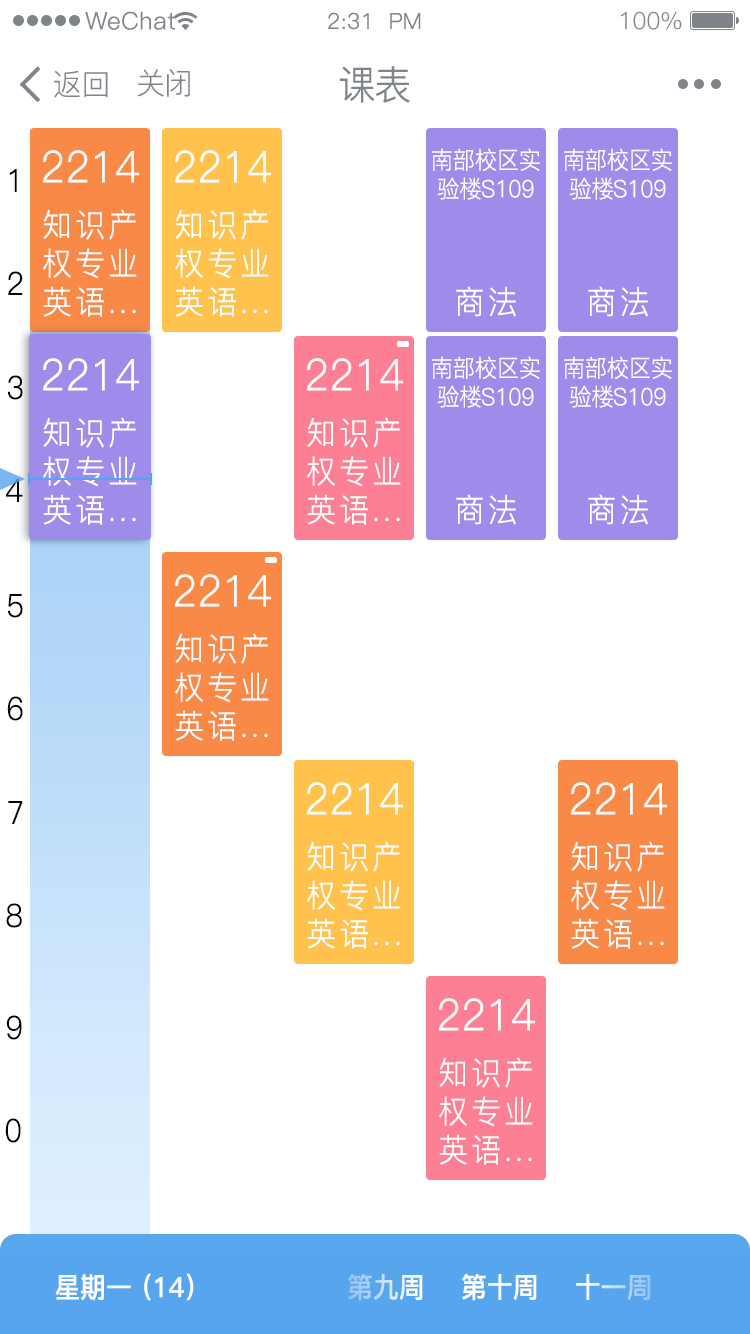 WeChat 2:31 PM 100%
返回 关闭 课表
1
2
3
4
5
6
7
8
9
0
2214
知识产
权专业
英语...
2214
知识产
权专业
英语...
南部校区实
验楼S109
商法
南部校区实
验楼S109
商法
2214
知识产
权专业
英语...
2214
知识产
权专业
英语...
南部校区实
验楼S109
商法
南部校区实
验楼S109
商法
2214
知识产
权专业
英语...
2214
知识产
权专业
英语...
2214
知识产
权专业
英语...
2214
知识产
权专业
英语...
星期一（14） 第九周 第十周 十一周